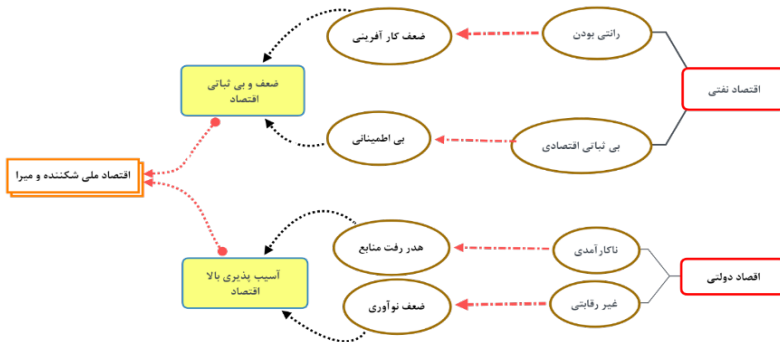 اقتصاد نفتی
رانتی بودن
ضعف کار آفرینی
ضعف و بی ثباتی
اقتصاد
بی ثباتی اقتصادی
بی اطمینانی
اقتصاد ملی شکننده و میرا
اقصاد دولتی
ناکارآمدی
هدر رفت منابع
آسیب پذیری بالا
اقتصاد
غیر رقابتی
ضعف نوآوری